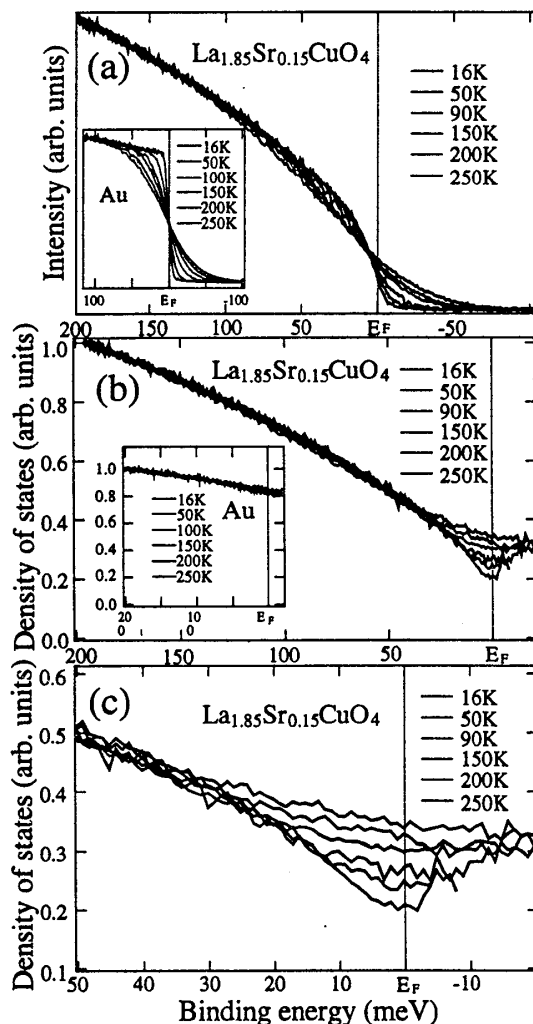 (a) La1.85Sr0.15CuO4
16K
50K
90K
150K
200K
250K
Intensity (arb. units)
Au
16K
50K
100K
150K
200K
250K
100 EF -100
200 150 100 50 EF -50
(b) La1.85Sr0.15CuO4
16K
50K
90K
150K
200K
250K
Density of states (arb. units)
1.0
0.8
0.6
0.4
0.2
0.0
Au
16K
50K
100K
150K
200K
250K
1.0
0.8
0.6
0.4
0.2
0.0
20 10 EF
0 0
200 150 100 50 EF
(c) La1.85Sr0.15CuO4
16K
50K
90K
150K
200K
250K
Density of states (arb. units)
0.6
0.5
0.4
0.3
0.2
0.1
50 40 30 20 10 EF -10
Binding energy (meV)